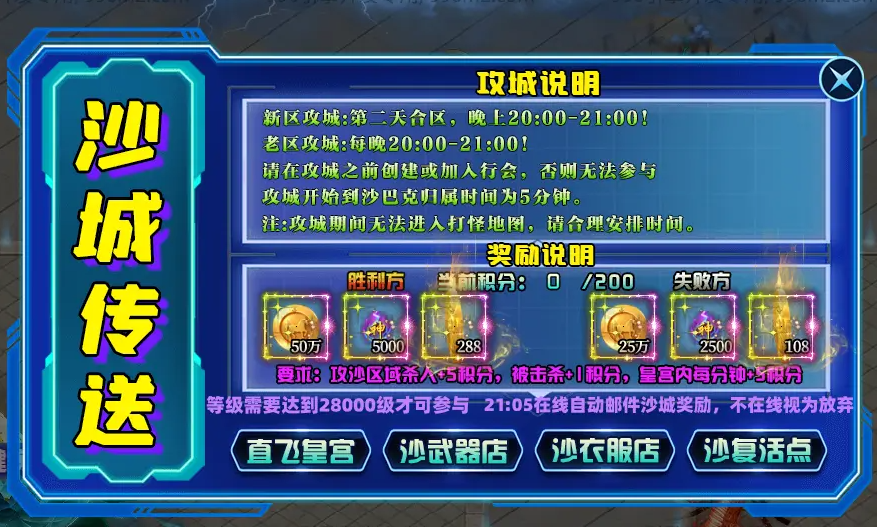 沙城传送
攻城说明
新区攻城:第二天合区，晚上20:00-21:00!
老区攻城:每晚20:00-21:00!
请在攻城之前创建或加入行会，否则无法参与
攻城开始到沙巴克归属时间为5分钟。
注:攻城期间无法进入打怪地图，请合理安排时间。
奖励说明
胜利方 当前积分： 0 /200 失败方
50万 神 5000 288 25万 神 2500 108
要求：攻沙区域杀人+5积分，被击杀+1积分，皇宫内每分钟+5积分
等级需要达到28000级才可参与 21:05在线自动邮件沙城奖励，不在线视为放弃
直飞皇宫 沙武器店 沙衣服店 沙复活点